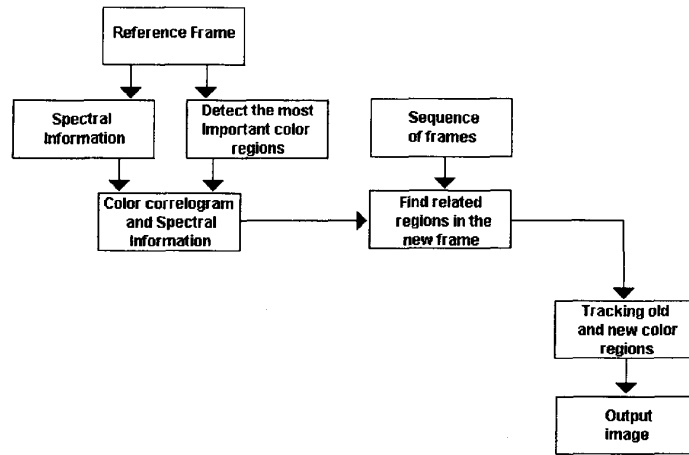 Reference Frame
Spectral
Information
Detect the most
Important color
regions
Sequence
of frames
Color correlogram
and Spectral
Information
Find related
regions in the
new frame
Tracking old
and new color
regions
Output
image